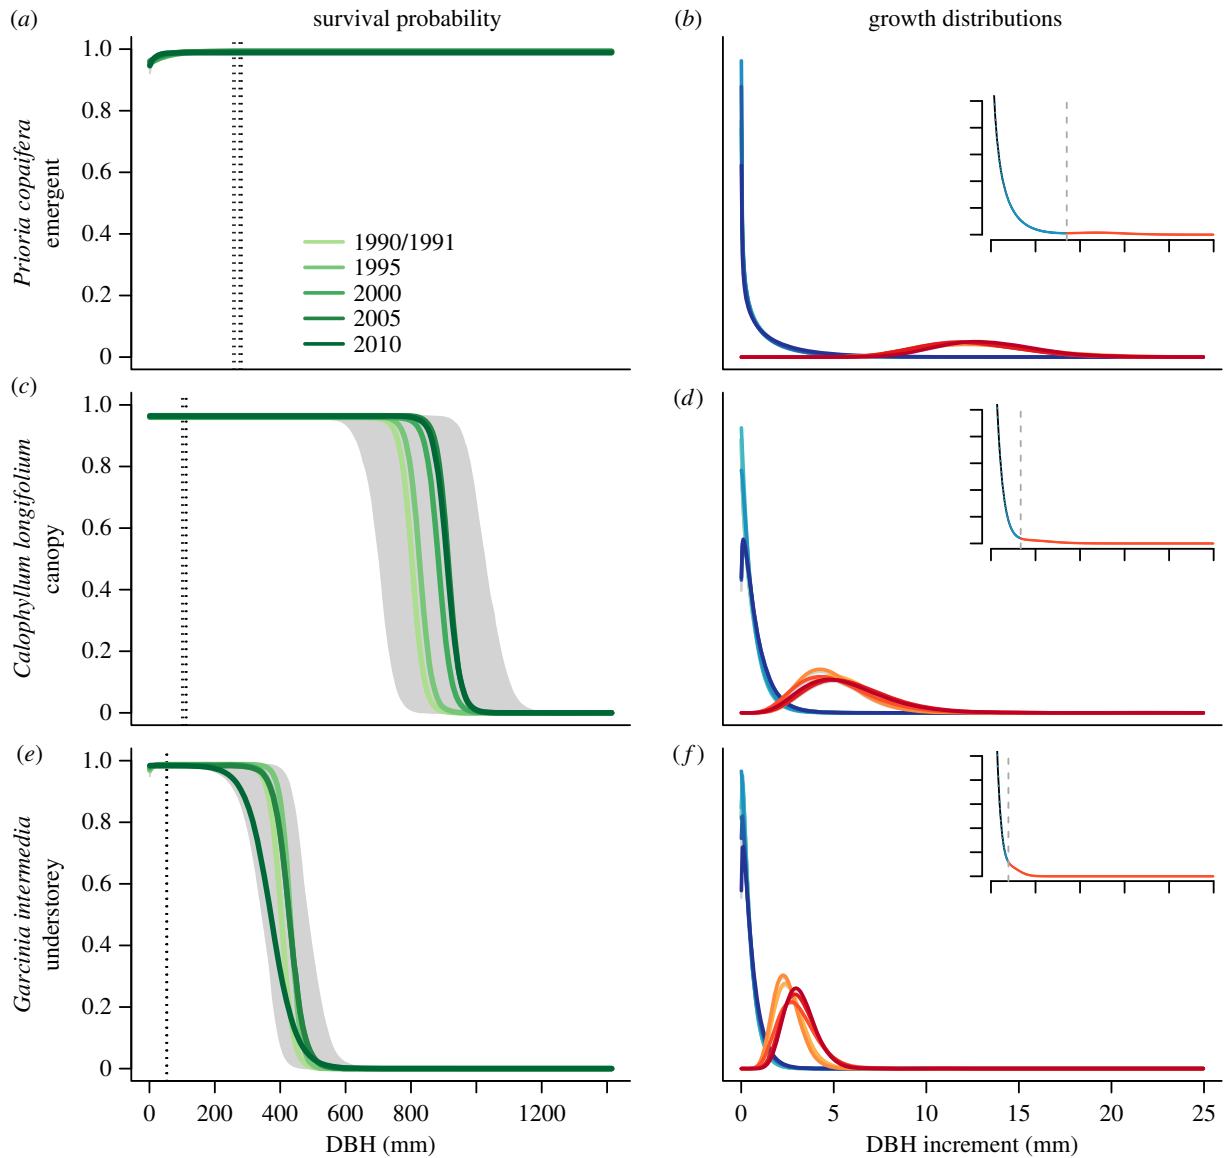 (a) survival probability
(b) growth distributions
Prioria copaifera
emergent
1.0
0.8
0.6
0.4
0.2
0
1990/1991
1995
2000
2005
2010
(c)
(d)
Calophyllum longifolium
canopy
1.0
0.8
0.6
0.4
0.2
0
(e)
(f)
Garcinia intermedia
understorey
1.0
0.8
0.6
0.4
0.2
0
0 200 400 600 800 1200
DBH (mm)
0 5 10 15 20 25
DBH increment (mm)